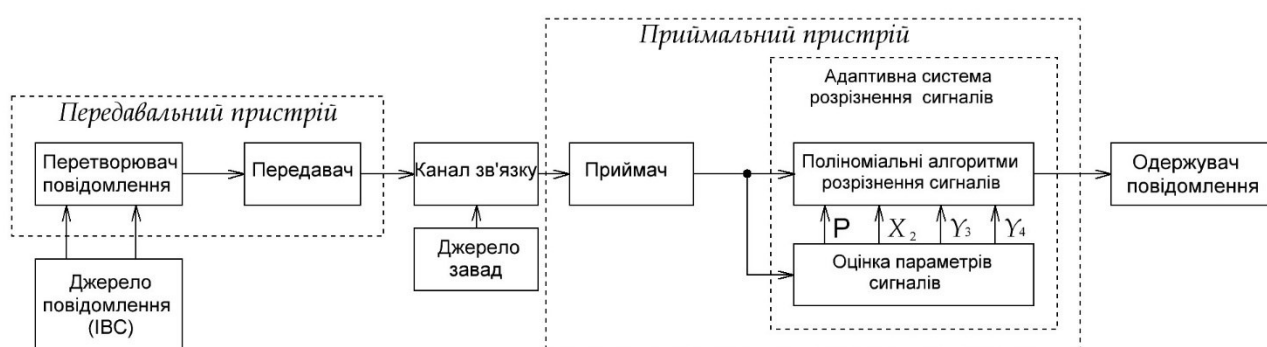 Приймальний пристрій
Адаптивна система
розрізнення сигналів
Передавальний пристрій
Перетворювач
повідомлення
Передавач
Канал зв'язку
Приймач
Поліноміальні алгоритми
розрізнення сигналів
Одержувач
повідомлення
P X2 Y3 Y4
Джерело
завад
Оцінка параметрів
сигналів
Джерело
повідомлення
(ІВС)